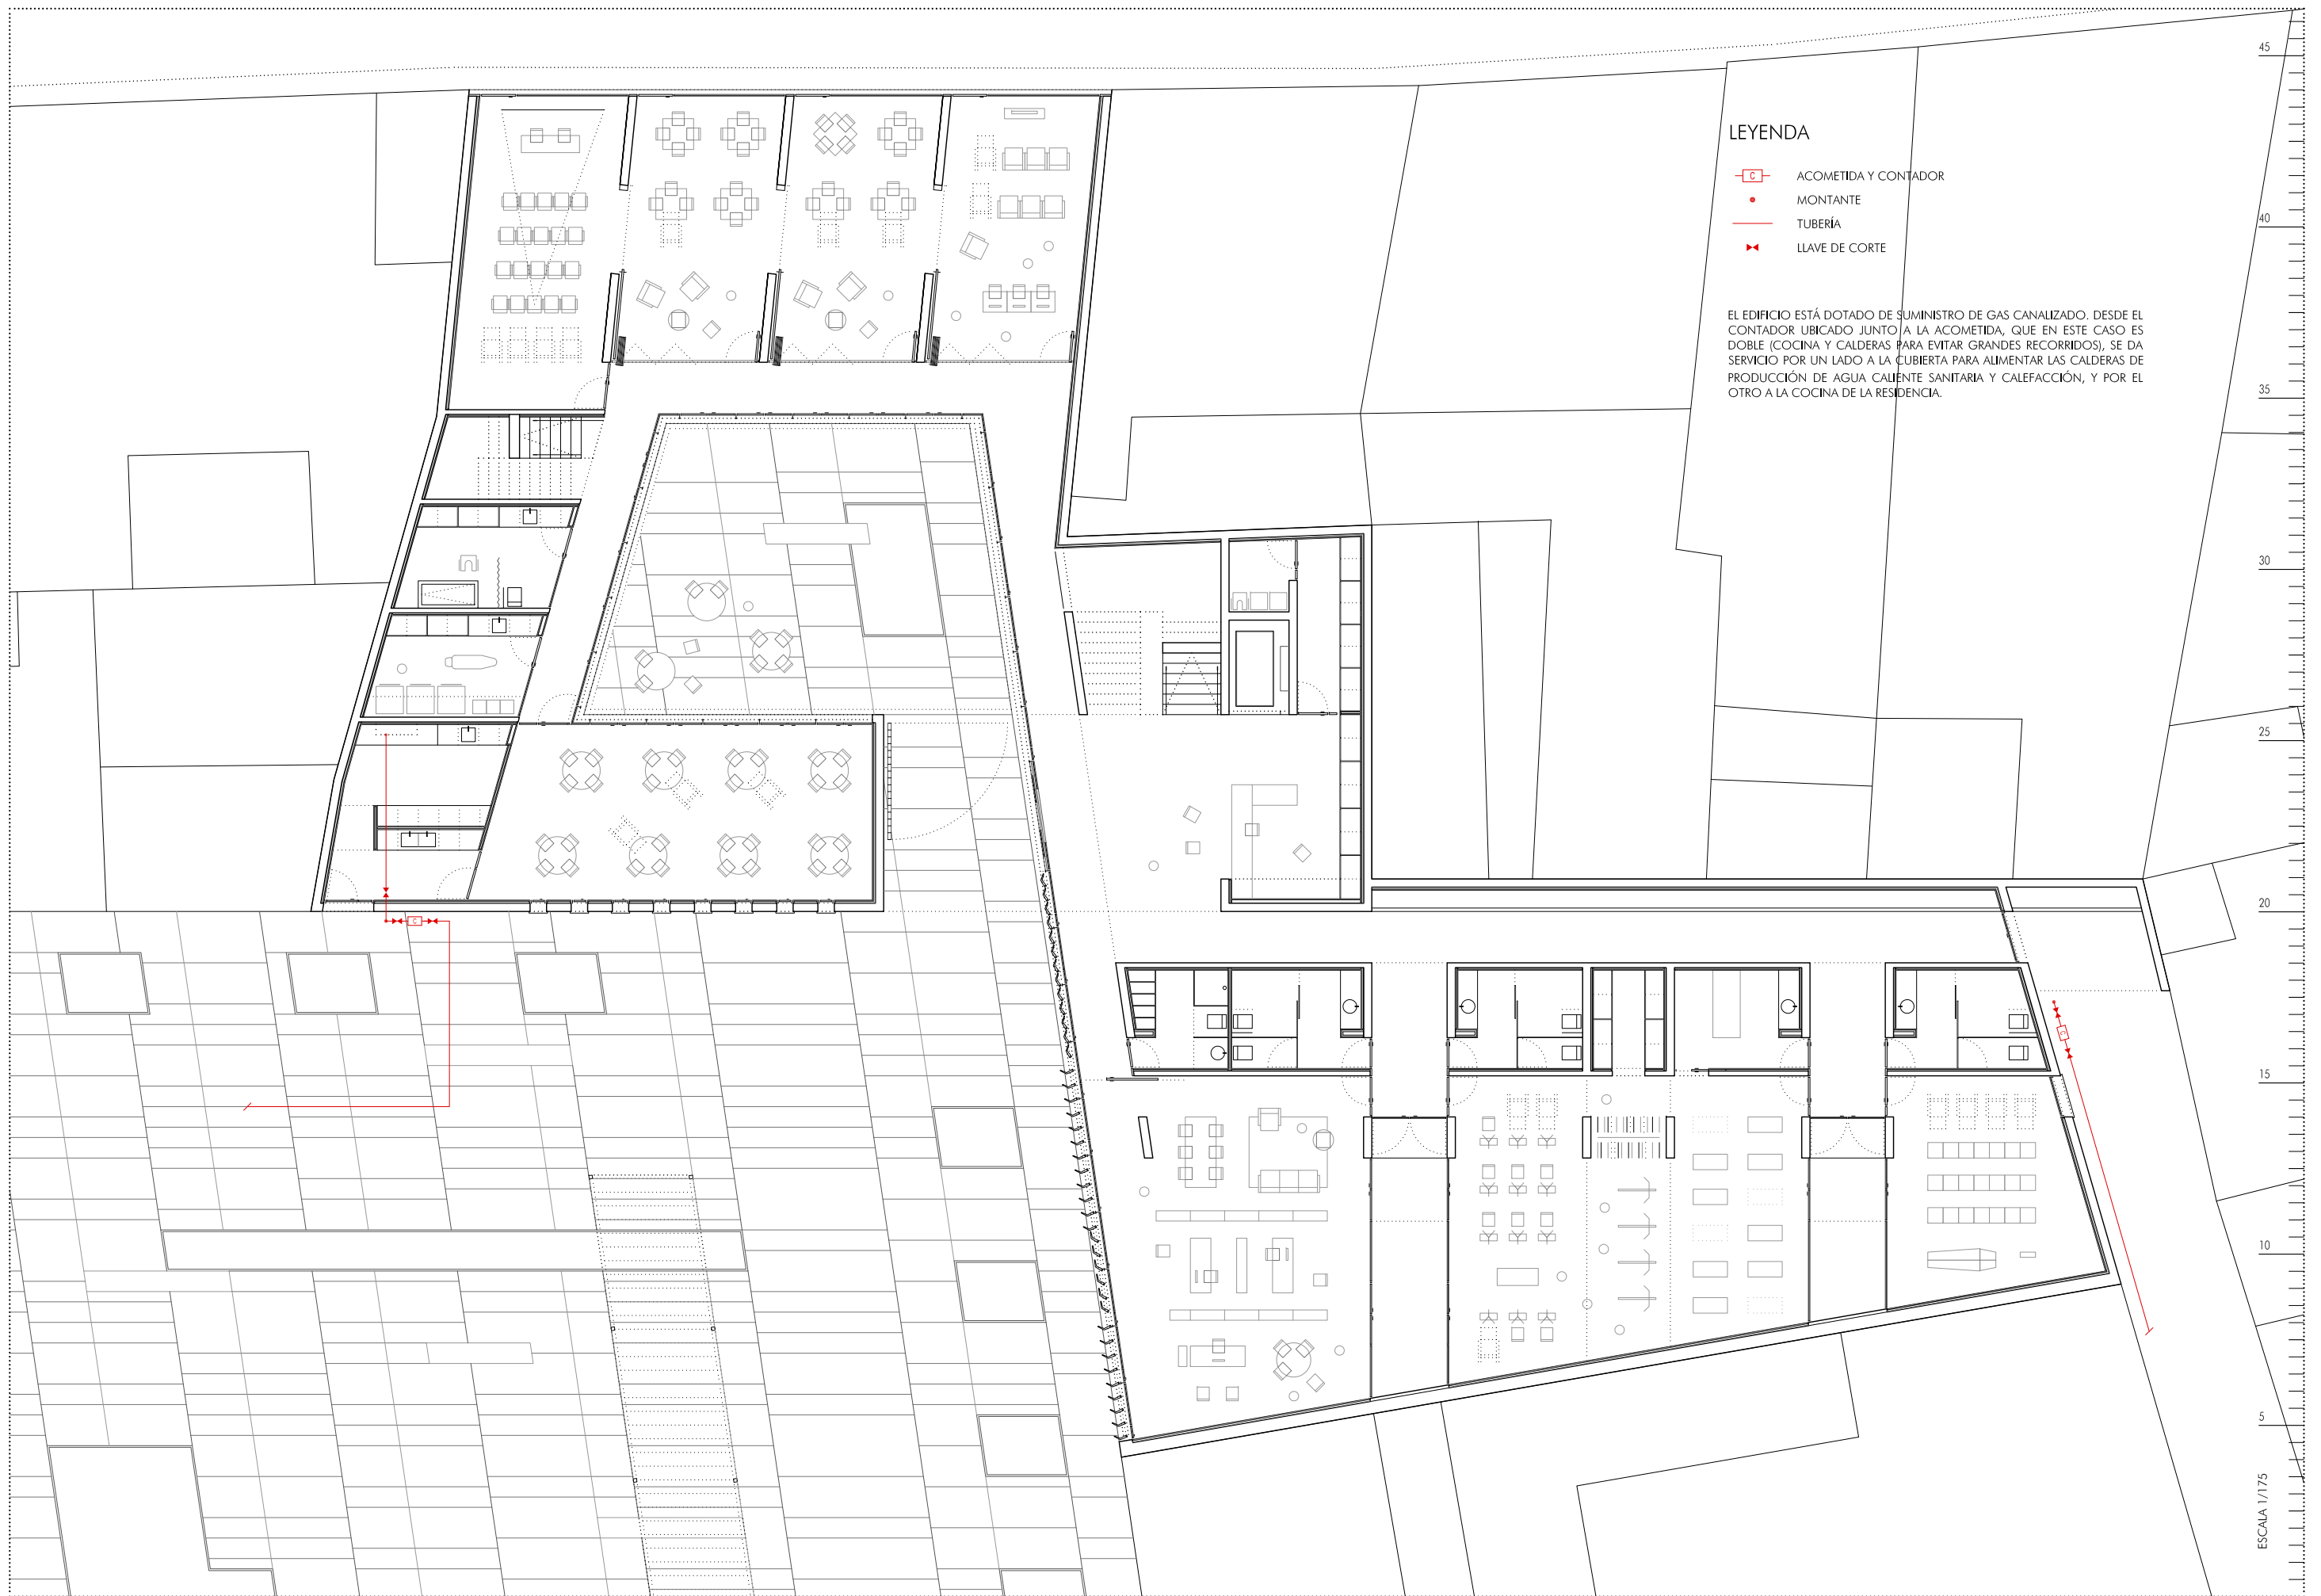 LEYENDA
C ACOMETIDA Y CONTADOR
MONTANTE
TUBERÍA
LLAVE DE CORTE
EL EDIFICIO ESTÁ DOTADO DE SUMINISTRO DE GAS CANALIZADO. DESDE EL
CONTADOR UBICADO JUNTO A LA ACOMETIDA, QUE EN ESTE CASO ES
DOBLE (COCINA Y CALDERAS PARA EVITAR GRANDES RECORRIDOS), SE DA
SERVICIO POR UN LADO A LA CUBIERTA PARA ALIMENTAR LAS CALDERAS DE
PRODUCCIÓN DE AGUA CALIENTE SANITARIA Y CALEFACCIÓN, Y POR EL
OTRO A LA COCINA DE LA RESIDENCIA.
45
40
35
30
25
20
15
10
5
ESCALA 1/175
C
C